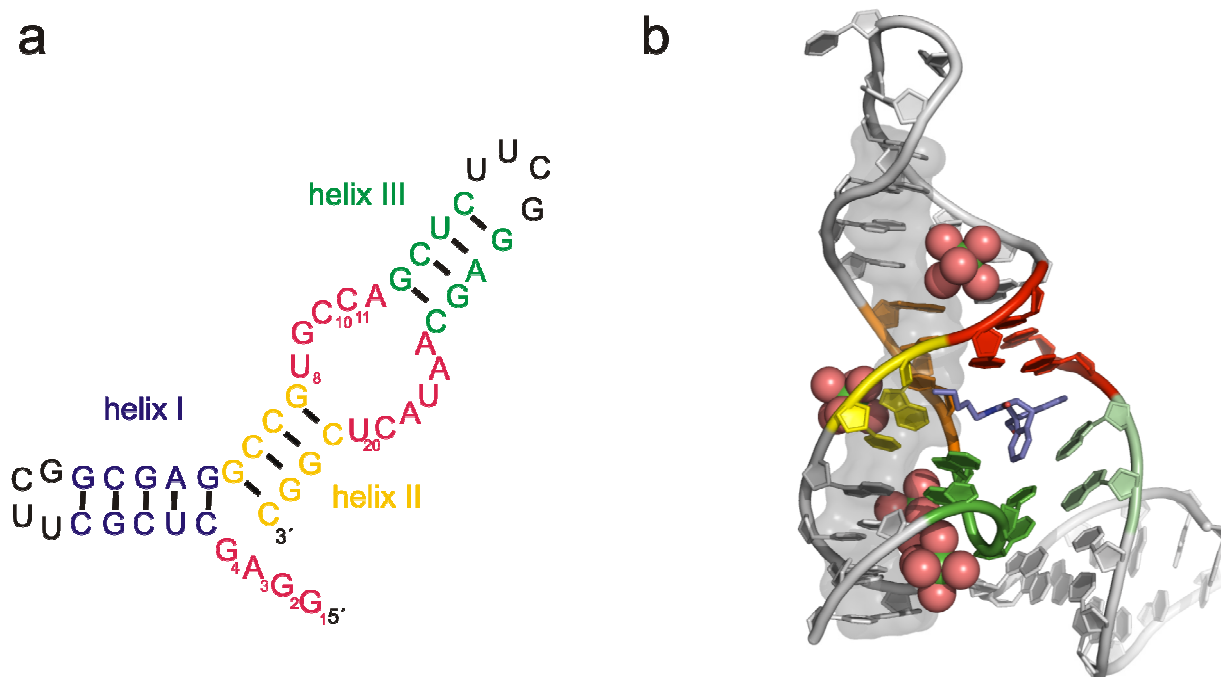 a
b
helix III
helix I
helix II
C G G C G A G
G C C G
U8 G C10 C11 A
G C U C
U U C G
G A G C
A A U A C U20
C G G C 3´
U U C G C U C
G4 A3 G2 G1 5´